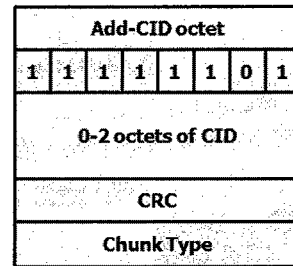 Add-CID octet
1 1 1 1 1 1 0 1
0-2 octets of CID
CRC
Chunk Type